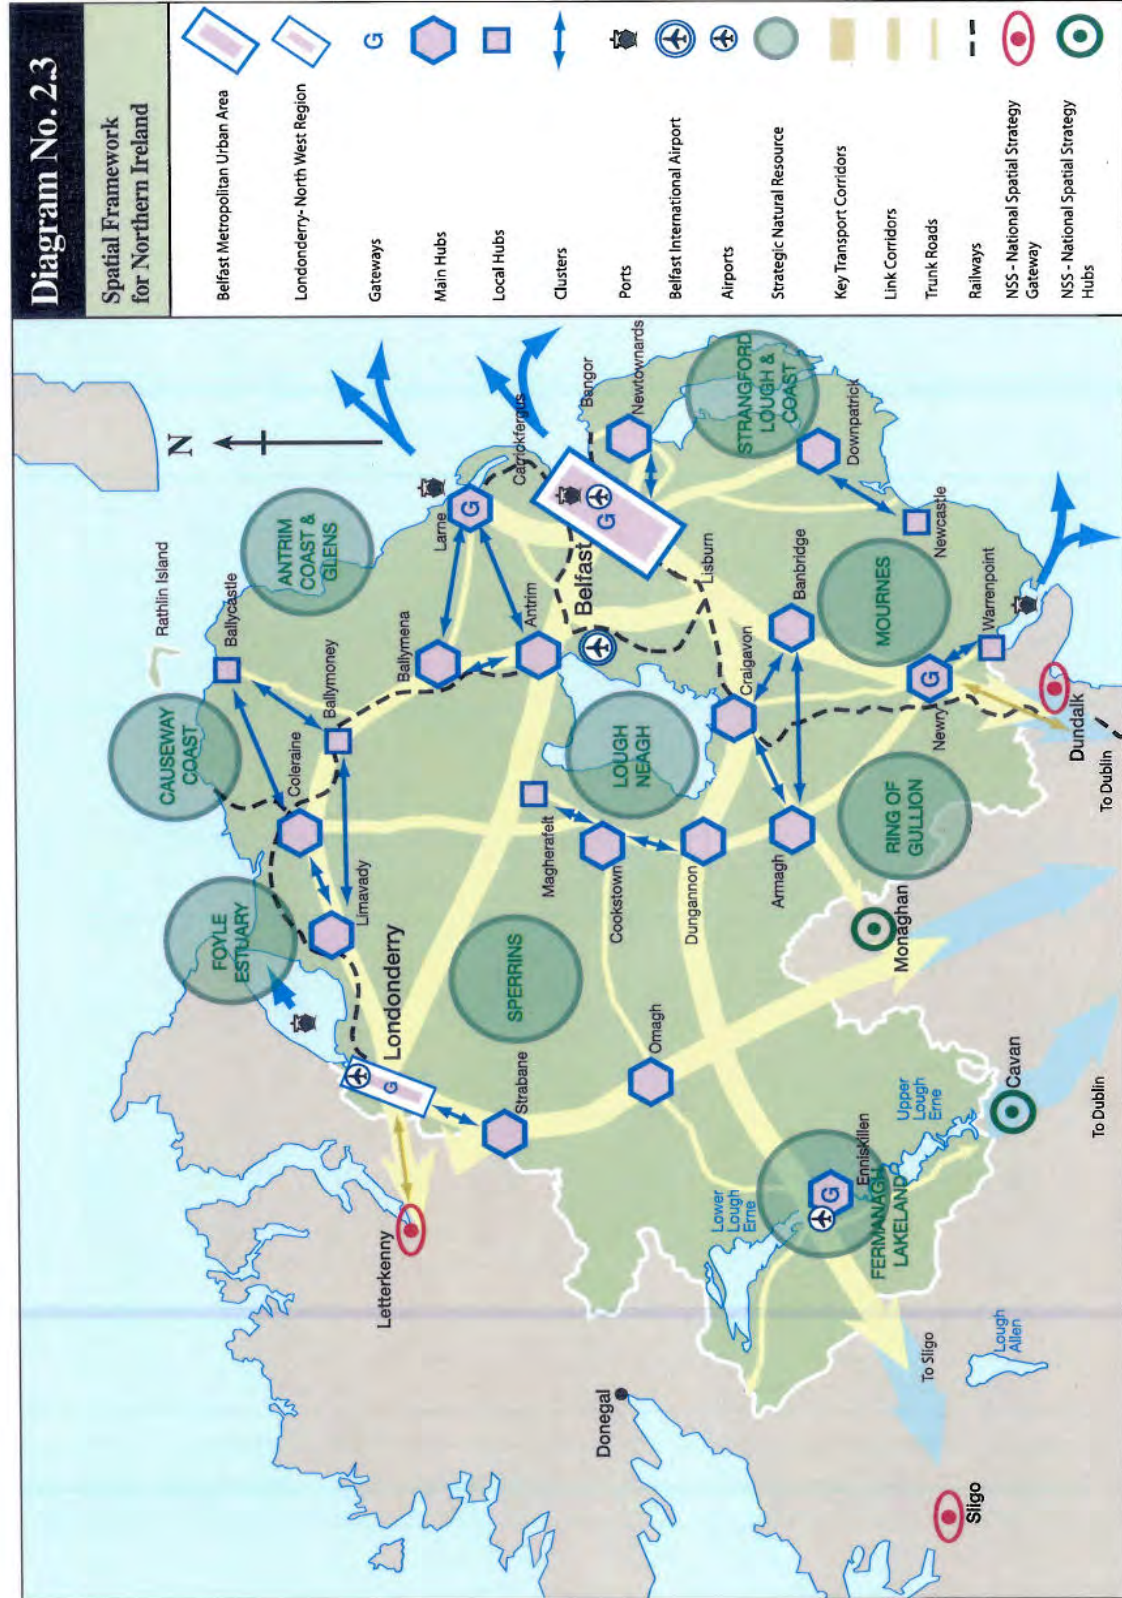 Diagram No. 2.3
Spatial Framework
for Northern Ireland
Belfast Metropolitan Urban Area
Londonderry- North West Region
G
Gateways
Main Hubs
Local Hubs
Clusters
Ports
Belfast International Airport
Airports
Strategic Natural Resource
Key Transport Corridors
Link Corridors
Trunk Roads
Railways
NSS - National Spatial Strategy
Gateway
NSS - National Spatial Strategy
Hubs
N
Rathlin Island
Ballycastle
CAUSEWAY
COAST
ANTRIM
COAST &
GLENS
FOYLE
ESTUARY
Coleraine
Ballymoney
Limavady
Londonderry
G
Letterkenny
Larne
G
Ballymena
Carrickfergus
Antrim
Strabane
SPERRINS
Magherafelt
Belfast
G
Bangor
Newtownards
Cookstown
LOUGH
NEAGH
Omagh
Donegal
Dungannon
Lisburn
Craigavon
STRANGFORD
LOUGH &
COAST
Banbridge
Armagh
Downpatrick
Lower
Lough
Erne
Enniskillen
G
FERMANAGH
LAKELAND
Upper
Lough
Erne
MOURNES
Newcastle
RING OF
GULLION
Monaghan
Newry
G
Warrenpoint
To Sligo
Sligo
Lough
Allen
Cavan
Dundalk
To Dublin
To Dublin